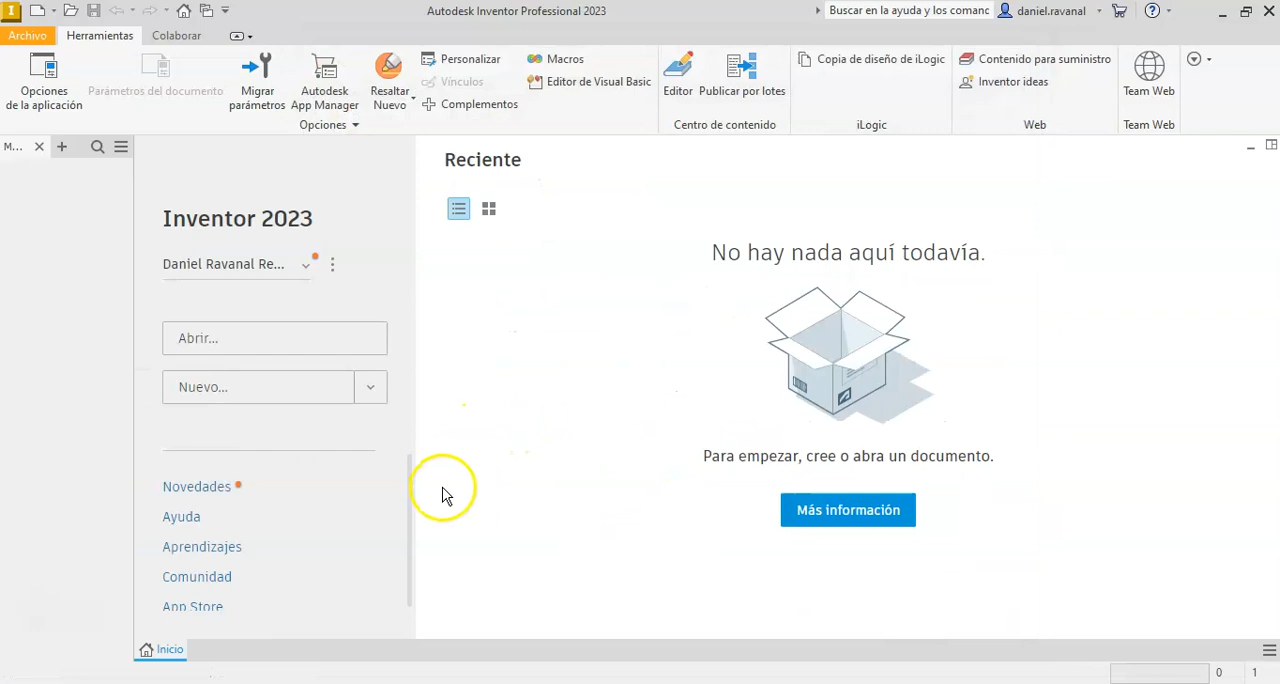 Autodesk Inventor Professional 2023
Buscar en la ayuda y los comanc
daniel.ravanal
Archivo
Herramientas
Colaborar
Opciones
de la aplicación
Parámetros del documento
Migrar
parámetros
Autodesk
App Manager
Resaltar
Nuevo
Personalizar
Vínculos
Complementos
Macros
Editor de Visual Basic
Opciones
Editor
Publicar por lotes
Centro de contenido
Copia de diseño de iLogic
iLogic
Contenido para suministro
Inventor ideas
Web
Team Web
Team Web
M...
Inventor 2023
Daniel Ravanal Re...
Abrir...
Nuevo...
Novedades
Ayuda
Aprendizajes
Comunidad
App Store
Reciente
No hay nada aquí todavía.
Para empezar, cree o abra un documento.
Más información
Inicio
0
1